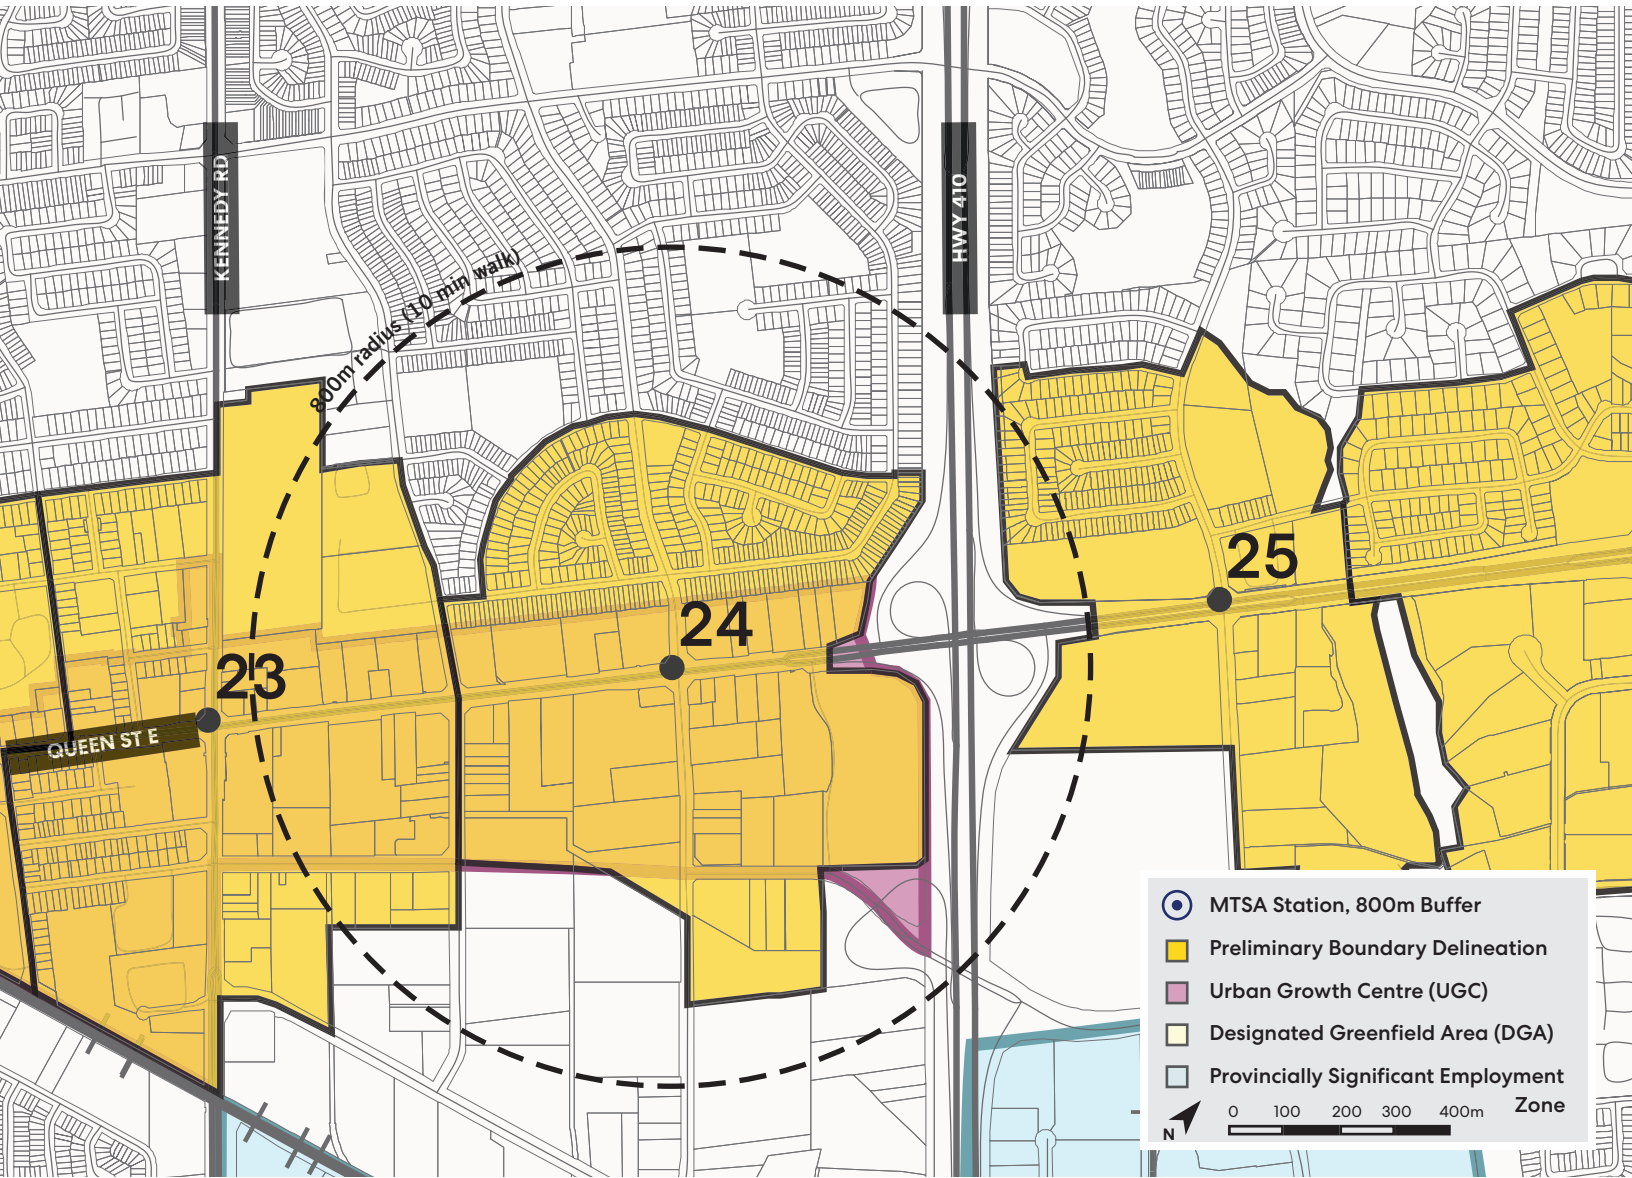 KENNEDY RD
HWY 410
800m radius (10 min walk)
25
24
23
QUEEN ST E
MTSA Station, 800m Buffer
Preliminary Boundary Delineation
Urban Growth Centre (UGC)
Designated Greenfield Area (DGA)
Provincially Significant Employment
Zone
N
0 100 200 300 400m